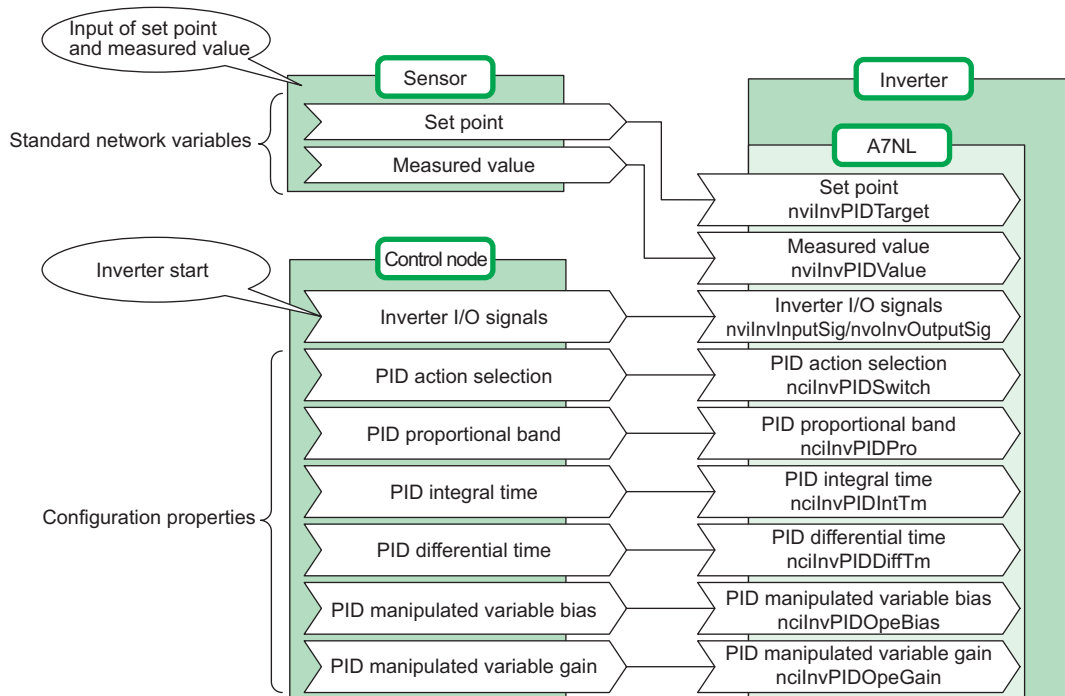 Input of set point
and measured value
Sensor
Inverter
Standard network variables
Set point
Measured value
A7NL
Set point
nviInvPIDTarget
Measured value
nviInvPIDValue
Inverter start
Control node
Inverter I/O signals
Inverter I/O signals
nviInvInputSig/nvoInvOutputSig
Configuration properties
PID action selection
PID action selection
nciInvPIDSwitch
PID proportional band
PID proportional band
nciInvPIDPro
PID integral time
PID integral time
nciInvPIDIntTm
PID differential time
PID differential time
nciInvPIDDiffTm
PID manipulated variable bias
PID manipulated variable bias
nciInvPIDOpeBias
PID manipulated variable gain
PID manipulated variable gain
nciInvPIDOpeGain